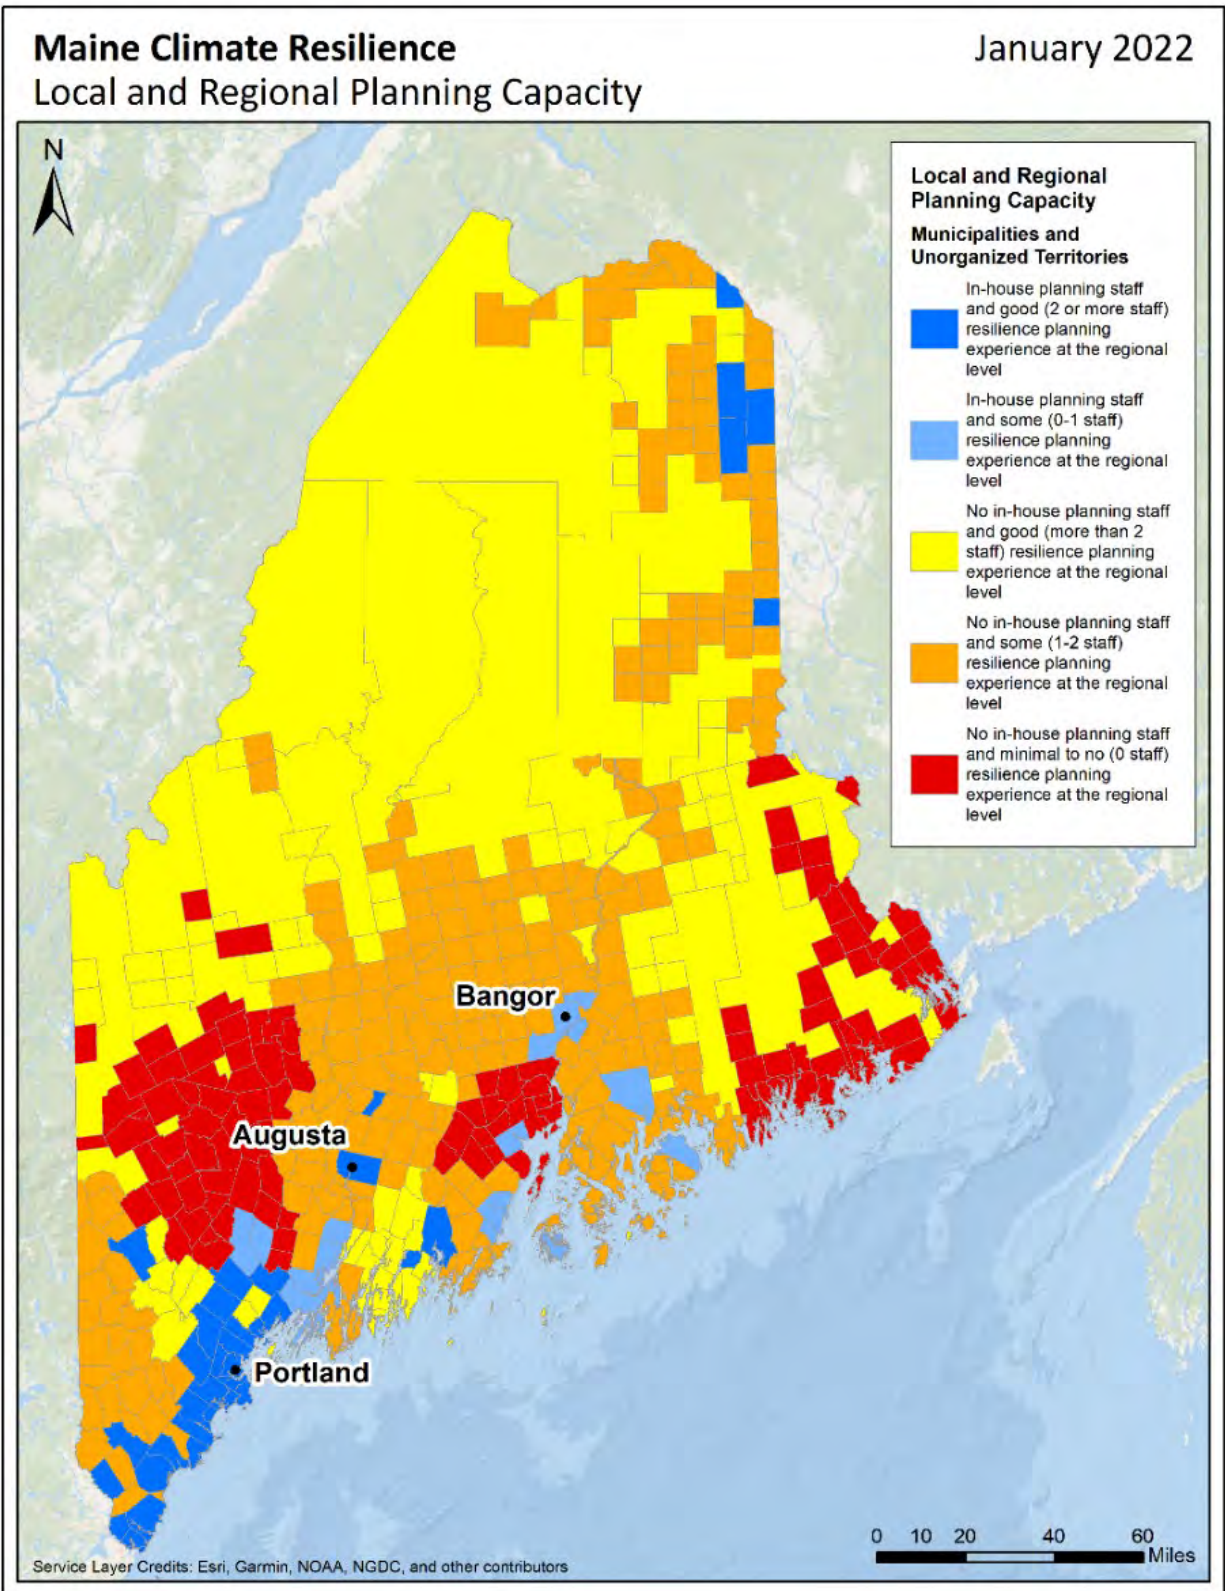 Maine Climate Resilience
January 2022
Local and Regional Planning Capacity
N
Local and Regional
Planning Capacity
Municipalities and
Unorganized Territories
In-house planning staff
and good (2 or more staff)
resilience planning
experience at the regional
level
In-house planning staff
and some (0-1 staff)
resilience planning
experience at the regional
level
No in-house planning staff
and good (more than 2
staff) resilience planning
experience at the regional
level
No in-house planning staff
and some (1-2 staff)
resilience planning
experience at the regional
level
No in-house planning staff
and minimal to no (0 staff)
resilience planning
experience at the regional
level
Bangor
Augusta
Portland
0 10 20 40 60
Miles
Service Layer Credits: Esri, Garmin, NOAA, NGDC, and other contributors